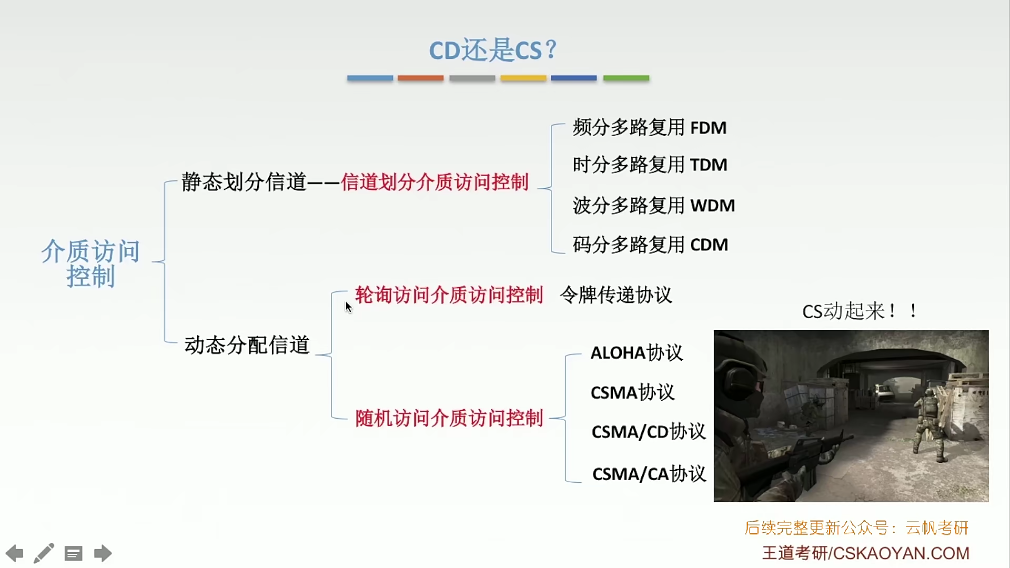 CD还是CS？
介质访问
控制
静态划分信道——信道划分介质访问控制
频分多路复用 FDM
时分多路复用 TDM
波分多路复用 WDM
码分多路复用 CDM
动态分配信道
轮询访问介质访问控制 令牌传递协议
随机访问介质访问控制
ALOHA协议
CSMA协议
CSMA/CD协议
CSMA/CA协议
CS动起来！！
后续完整更新公众号：云帆考研
王道考研/CSKAOYAN.COM